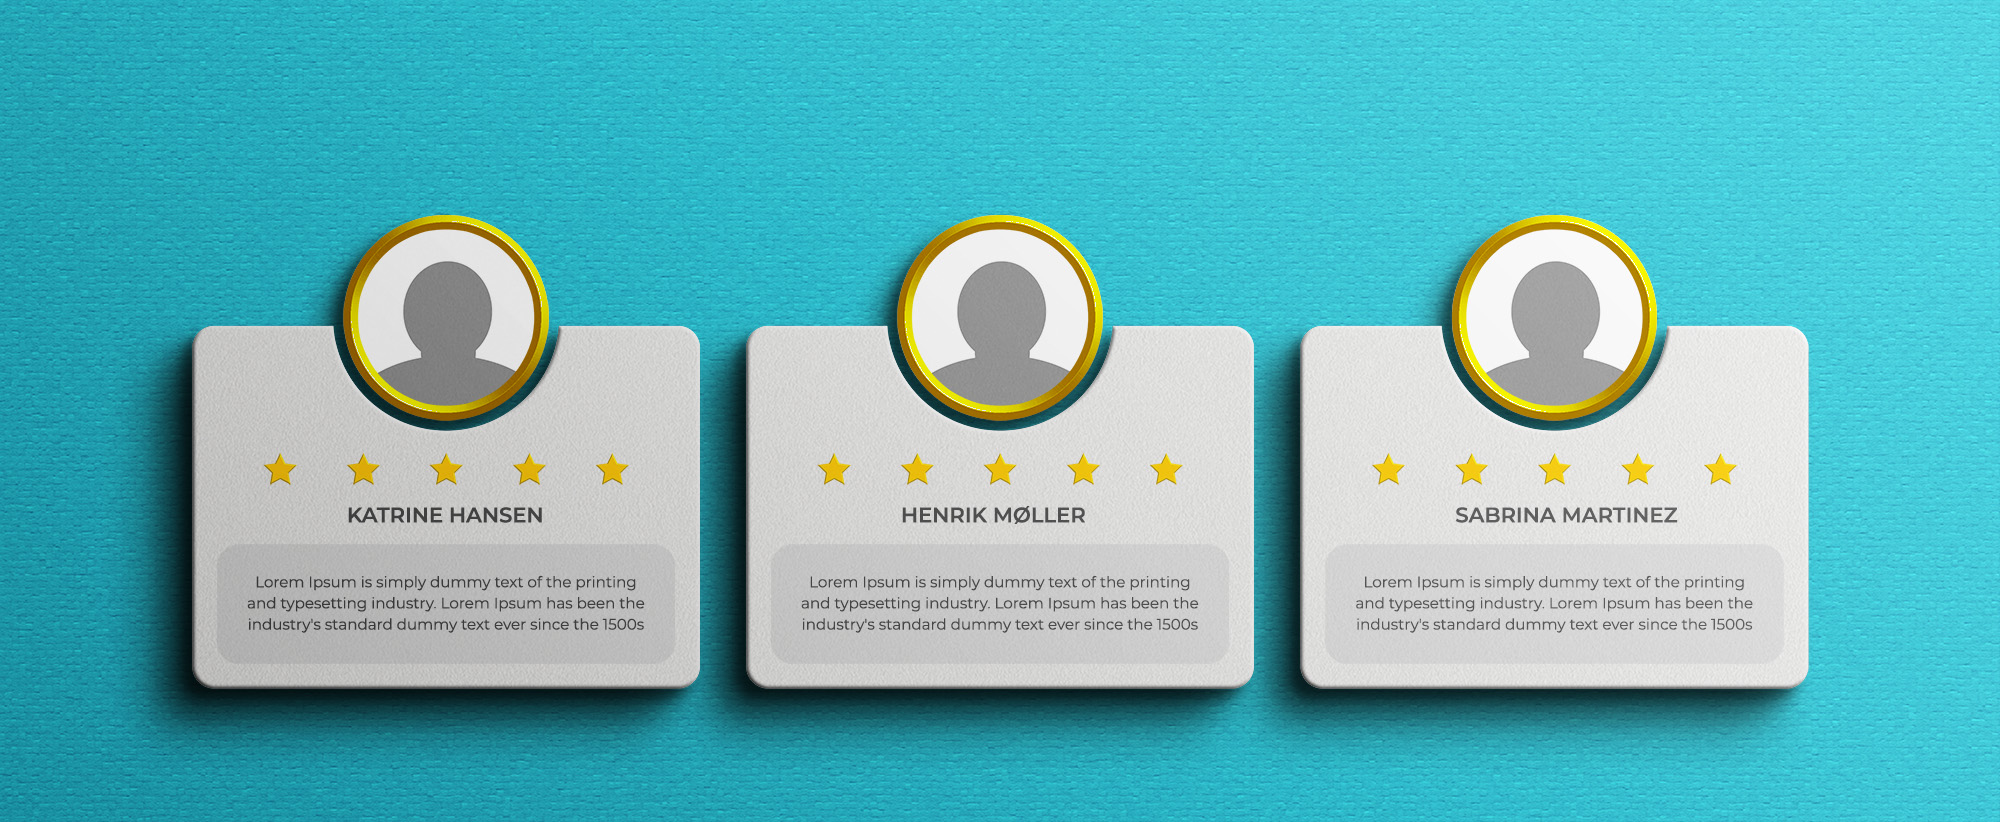 KATRINE HANSEN
Lorem Ipsum is simply dummy text of the printing
and typesetting industry. Lorem Ipsum has been the
industry's standard dummy text ever since the 1500s
HENRIK MØLLER
Lorem Ipsum is simply dummy text of the printing
and typesetting industry. Lorem Ipsum has been the
industry's standard dummy text ever since the 1500s
SABRINA MARTINEZ
Lorem Ipsum is simply dummy text of the printing
and typesetting industry. Lorem Ipsum has been the
industry's standard dummy text ever since the 1500s